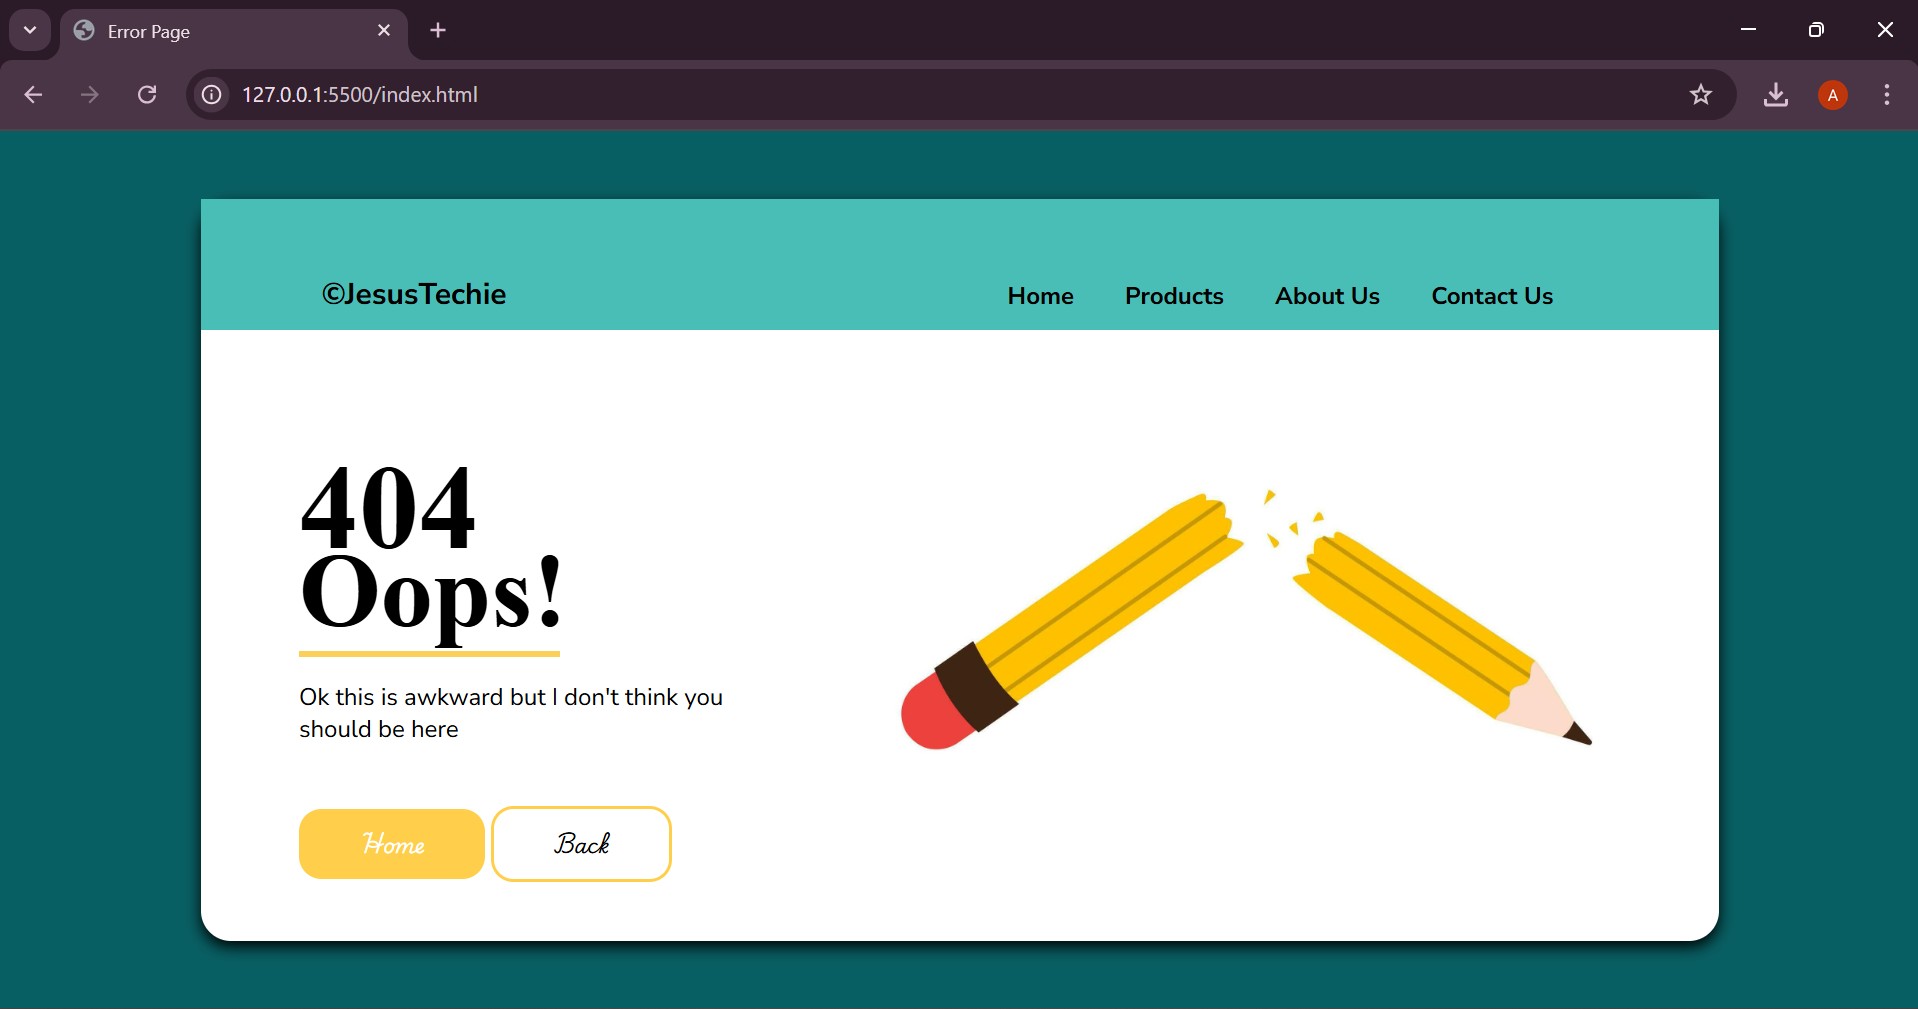 Error Page
127.0.0.1:5500/index.html
A
©JesusTechie
Home Products About Us Contact Us
404
Oops!
Ok this is awkward but I don't think you
should be here
Home Back